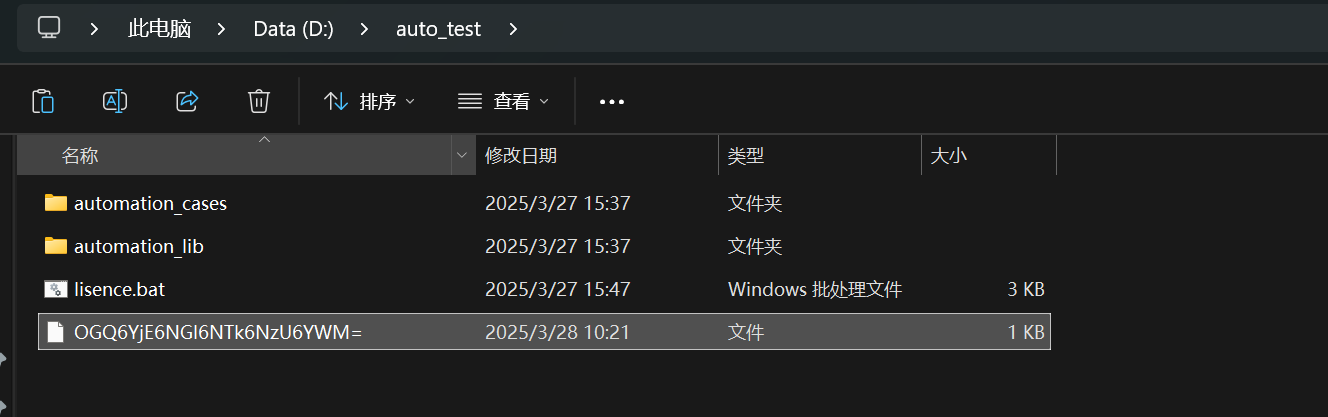 此电脑 Data (D:) auto_test
排序 查看
名称 修改日期 类型 大小
automation_cases 2025/3/27 15:37 文件夹
automation_lib 2025/3/27 15:37 文件夹
lisence.bat 2025/3/27 15:47 Windows 批处理文件 3 KB
OGQ6YjE6NGI6NTk6NzU6YWM= 2025/3/28 10:21 文件 1 KB